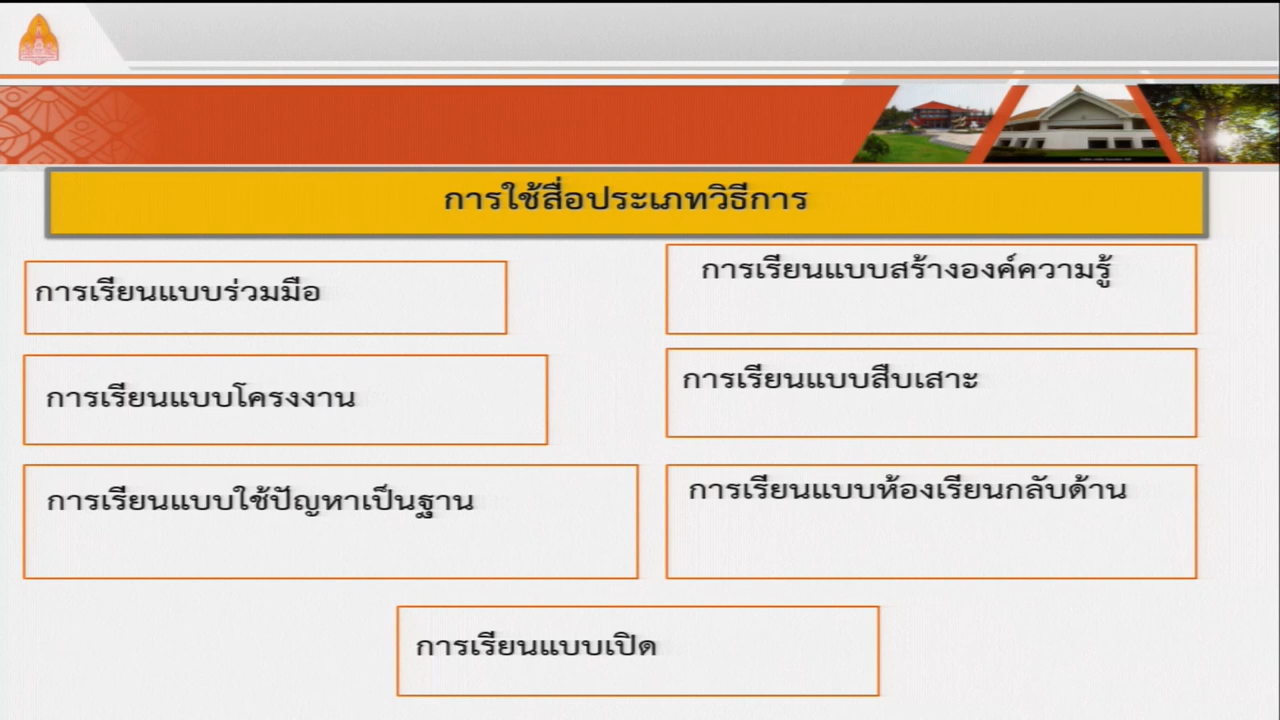 การใช้สื่อประเภทวิธีการ
การเรียนแบบร่วมมือ
การเรียนแบบสร้างองค์ความรู้
การเรียนแบบโครงงาน
การเรียนแบบสืบเสาะ
การเรียนแบบใช้ปัญหาเป็นฐาน
การเรียนแบบห้องเรียนกลับด้าน
การเรียนแบบเปิด